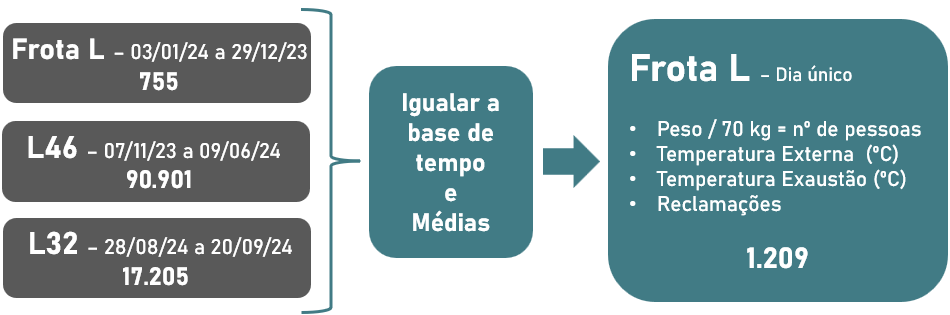 Frota L – 03/01/24 a 29/12/23
755
L46 – 07/11/23 a 09/06/24
90.901
L32 – 28/08/24 a 20/09/24
17.205
Igualar a
base de
tempo
e
Médias
Frota L – Dia único
• Peso / 70 kg = nº de pessoas
• Temperatura Externa (ºC)
• Temperatura Exaustão (ºC)
• Reclamações
1.209